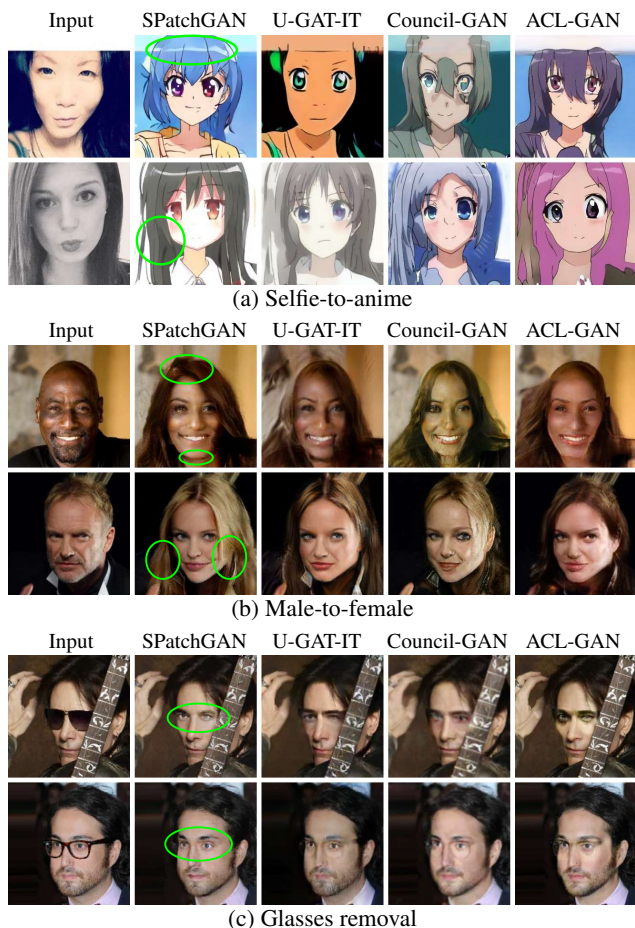 Input SPatchGAN U-GAT-IT Council-GAN ACL-GAN
(a) Selfie-to-anime
Input SPatchGAN U-GAT-IT Council-GAN ACL-GAN
(b) Male-to-female
Input SPatchGAN U-GAT-IT Council-GAN ACL-GAN
(c) Glasses removal